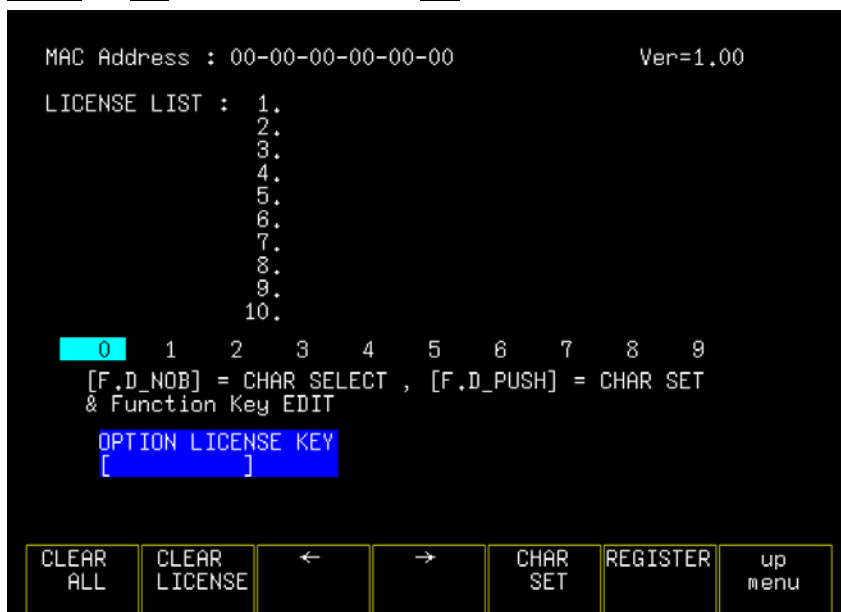 MAC Address : 00-00-00-00-00-00 Ver=1.00
LICENSE LIST : 1.
2.
3.
4.
5.
6.
7.
8.
9.
10.
0 1 2 3 4 5 6 7 8 9
[F.D_NOB] = CHAR SELECT , [F.D_PUSH] = CHAR SET
& Function Key EDIT
OPTION LICENSE KEY
[ ]
CLEAR ALL CLEAR LICENSE ← → CHAR SET REGISTER up menu